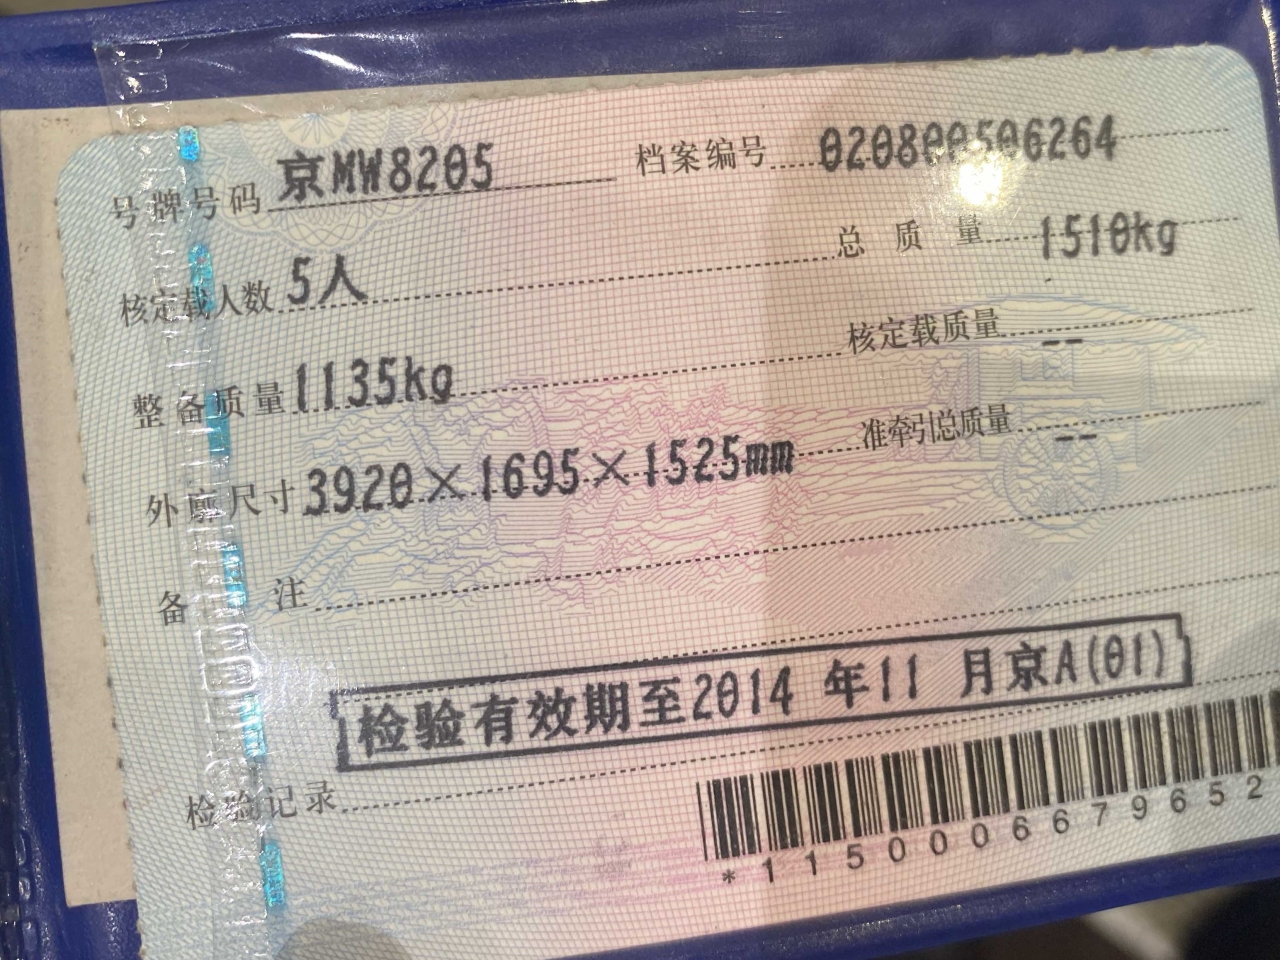 号牌号码 京MW8205 档案编号 020800506264
核定载人数 5人 总质量 1510kg
整备质量 1135kg 核定载质量 --
外廓尺寸 3920×1695×1525mm 准牵引总质量 --
备注
检验有效期至2014年11月京A(01)
检验记录
*1150006679652